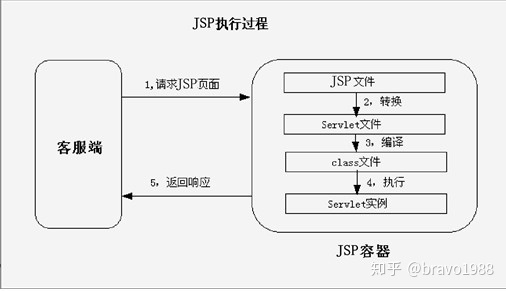 JSP执行过程
1,请求JSP页面
JSP文件
2，转换
Servlet文件
3，编译
客服端
class文件
4，执行
5，返回响应
Servlet实例
JSP容器
知乎 @bravo1988